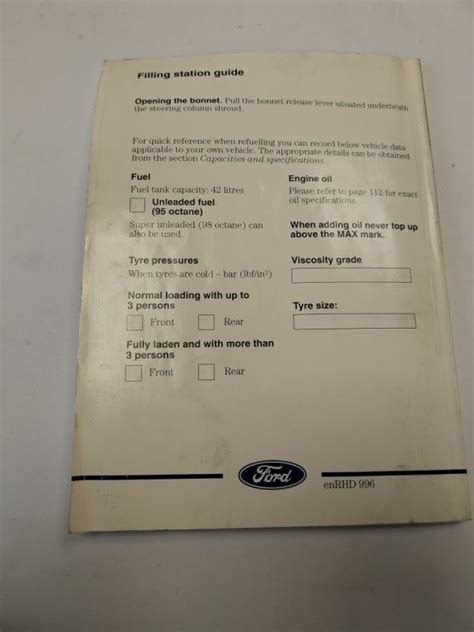 Filling station guide
Opening the bonnet. Pull the bonnet release lever situated underneath
the steering column shroud.
For quick reference when refuelling you can record below vehicle data
applicable to your own vehicle. The appropriate details can be obtained
from the section Capacities and specifications.
Fuel
Fuel tank capacity: 42 litres
Unleaded fuel
(95 octane)
Super unleaded (98 octane) can
also be used.
Engine oil
Please refer to page 112 for exact
oil specifications.
When adding oil never top up
above the MAX mark.
Tyre pressures
When tyres are cold – bar (lbf/in²)
Normal loading with up to
3 persons
Front Rear
Fully laden and with more than
3 persons
Front Rear
Viscosity grade
Tyre size:
Ford
enRHD 996